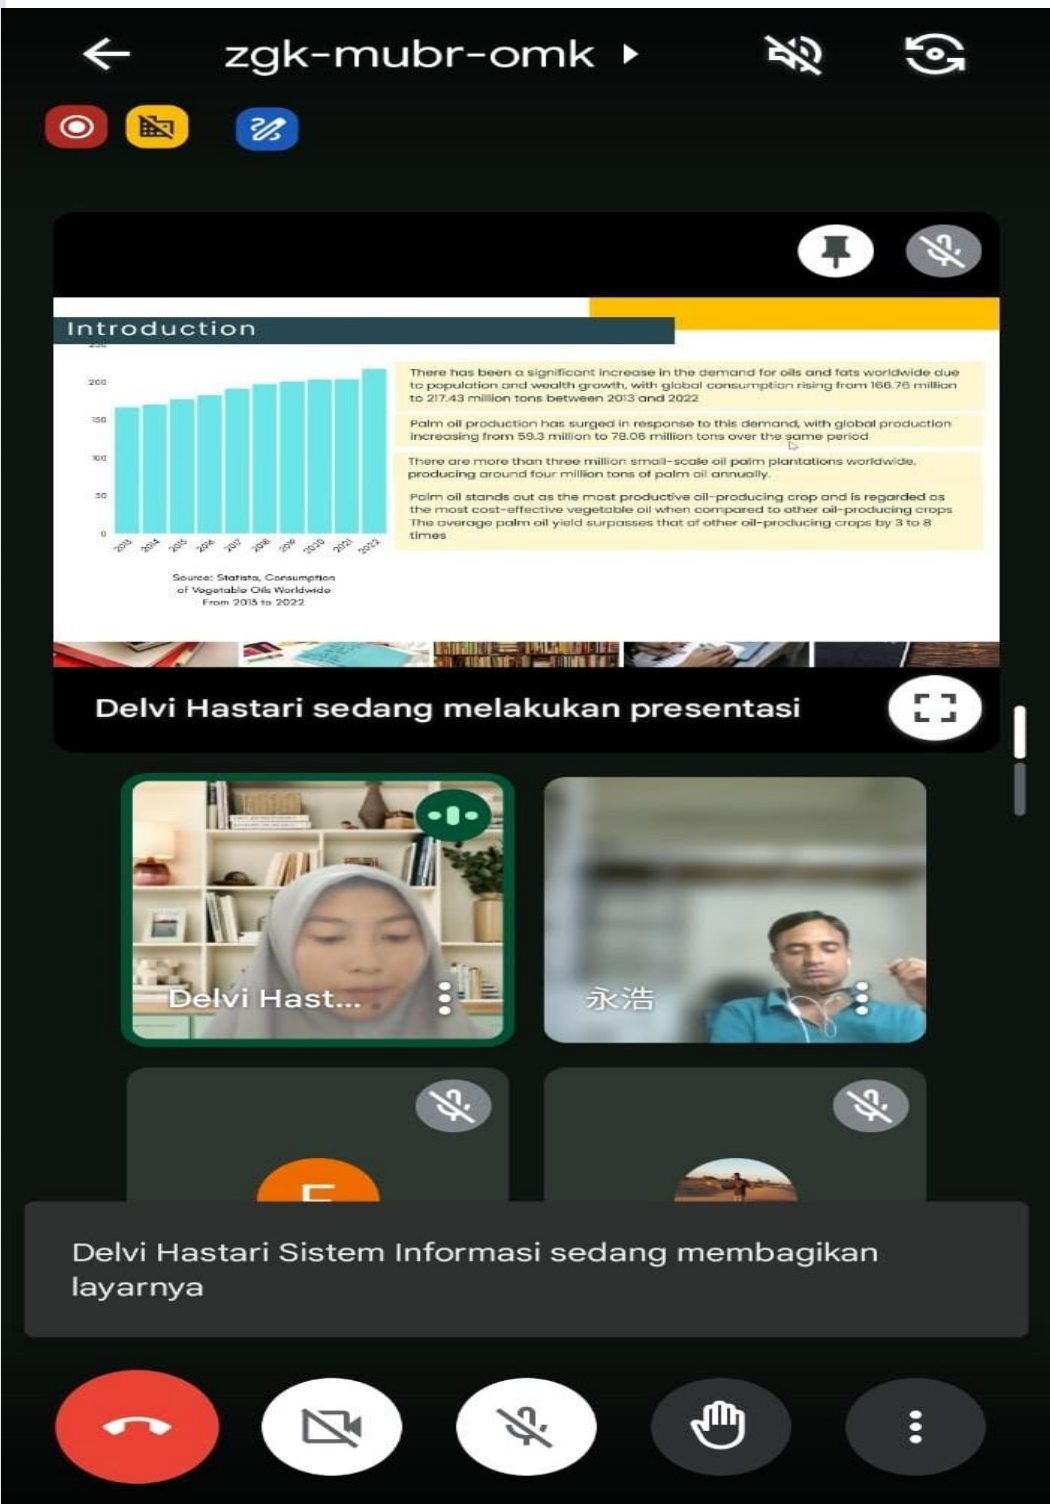 zgk-mubr-omk
Introduction
250
200
150
100
50
0
2013 2014 2015 2016 2017 2018 2019 2020 2021 2022
Source: Statista, Consumption
of Vegetable Oils Worldwide
From 2013 to 2022
There has been a significant increase in the demand for oils and fats worldwide due
to population and wealth growth, with global consumption rising from 166.76 million
to 217.43 million tons between 2013 and 2022
Palm oil production has surged in response to this demand, with global production
increasing from 59.3 million to 78.06 million tons over the same period
There are more than three million small-scale oil palm plantations worldwide,
producing around four million tons of palm oil annually.
Palm oil stands out as the most productive oil-producing crop and is regarded as
the most cost-effective vegetable oil when compared to other oil-producing crops
The average palm oil yield surpasses that of other oil-producing crops by 3 to 8
times
Delvi Hastari sedang melakukan presentasi
Delvi Hast...
永浩
Delvi Hastari Sistem Informasi sedang membagikan
layarnya